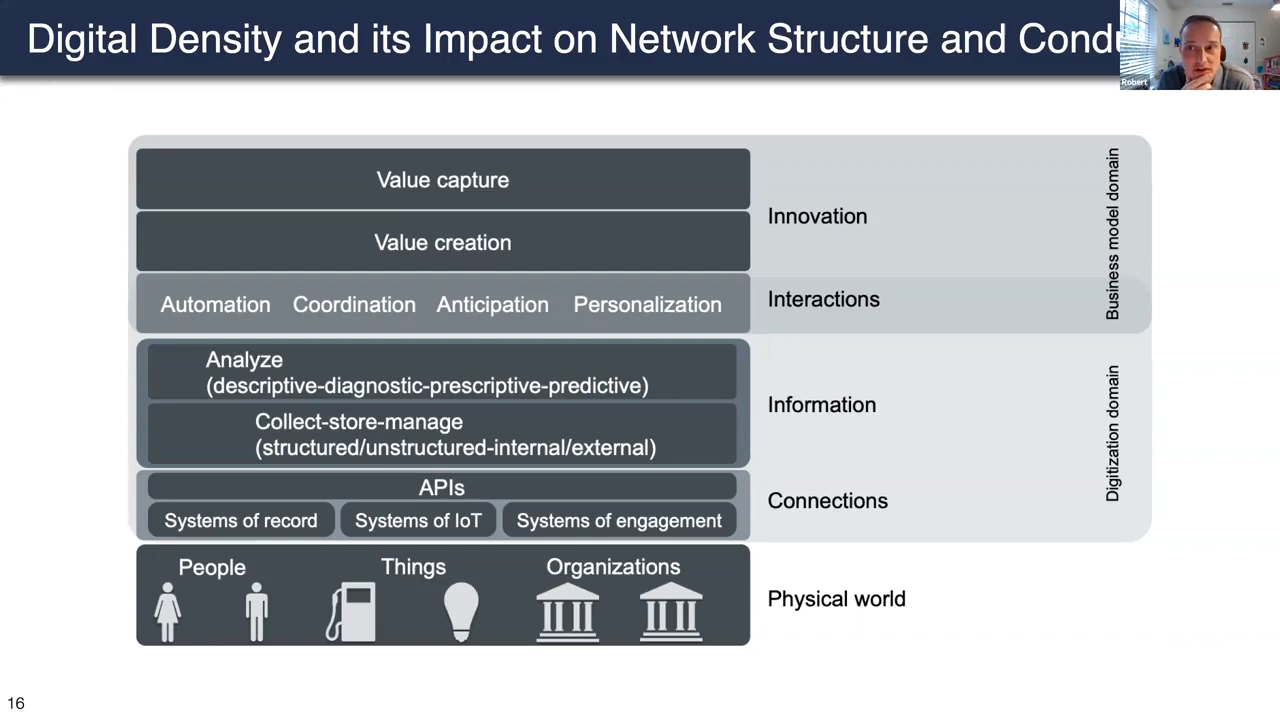 Digital Density and its Impact on Network Structure and
Robert
Value capture
Value creation
Innovation
Business model domain
Automation Coordination Anticipation Personalization
Interactions
Analyze
(descriptive-diagnostic-prescriptive-predictive)
Collect-store-manage
(structured/unstructured-internal/external)
Information
Digitization domain
APIs
Systems of record Systems of IoT Systems of engagement
Connections
People Things Organizations
Physical world
16